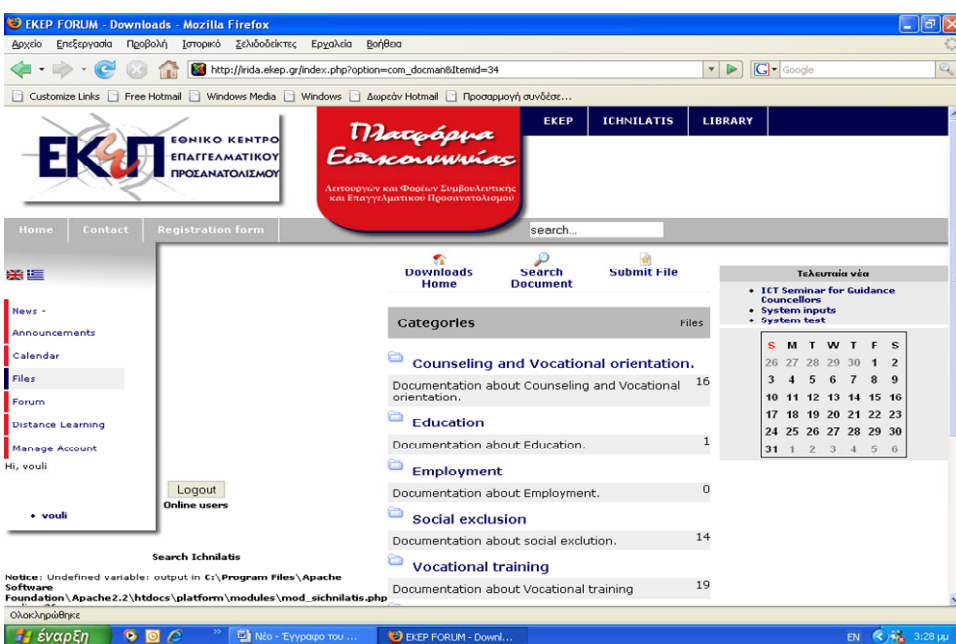 EKEP FORUM - Downloads - Mozilla Firefox
Αρχείο Επεξεργασία Προβολή Ιστορικό Σελιδοδείκτες Εργαλεία Βοήθεια
http://irida.ekep.gr/index.php?option=com_docman&Itemid=34
Google
Customize Links Free Hotmail Windows Media Windows Δωρεάν Hotmail Προσαρμογή συνδέσε...
ΕΚεΠ
ΕΘΝΙΚΟ ΚΕΝΤΡΟ
ΕΠΑΓΓΕΛΜΑΤΙΚΟΥ
ΠΡΟΣΑΝΑΤΟΛΙΣΜΟΥ
Πλατφόρμα
Επικοινωνίας
Λειτουργών και Φορέων Συμβουλευτικής
και Επαγγελματικού Προσανατολισμού
EKEP ICHNILATIS LIBRARY
Home Contact Registration form
search...
News -
Announcements
Calendar
Files
Forum
Distance Learning
Manage Account
Hi, vouli
Logout
Online users
vouli
Search Ichnilatis
Notice: Undefined variable: output in C:\Program Files\Apache
Software
Foundation\Apache2.2\htdocs\platform\modules\mod_sichnilatis.php
Downloads
Home
Search
Document
Submit File
Categories Files
Counseling and Vocational orientation.
Documentation about Counseling and Vocational 16
orientation.
Education
Documentation about Education. 1
Employment
Documentation about Employment. 0
Social exclusion
Documentation about social exclution. 14
Vocational training
Documentation about Vocational training 19
Τελευταία νέα
ICT Seminar for Guidance
Councellors
System inputs
System test
S M T W T F S
26 27 28 29 30 1 2
3 4 5 6 7 8 9
10 11 12 13 14 15 16
17 18 19 20 21 22 23
24 25 26 27 28 29 30
31 1 2 3 4 5 6
Ολοκληρώθηκε
έναρξη
Νέο - Έγγραφο του ...
EKEP FORUM - Downl...
EN
3:28 μμ